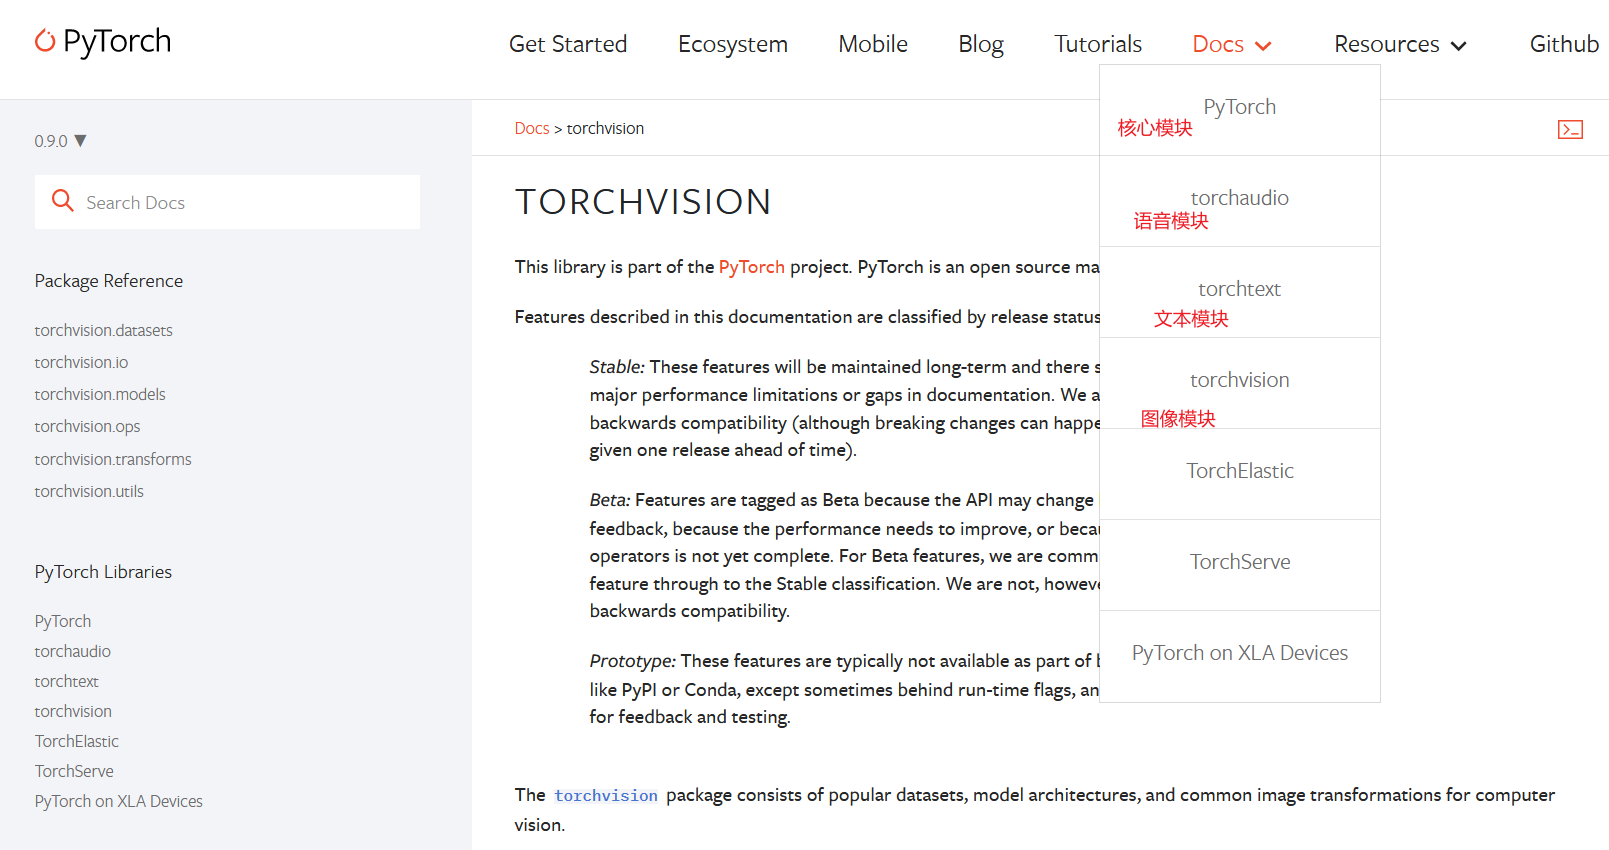 PyTorch
Get Started
Ecosystem
Mobile
Blog
Tutorials
Docs
Resources
Github
0.9.0 ▼
Search Docs
Package Reference
torchvision.datasets
torchvision.io
torchvision.models
torchvision.ops
torchvision.transforms
torchvision.utils
PyTorch Libraries
PyTorch
torchaudio
torchtext
torchvision
TorchElastic
TorchServe
PyTorch on XLA Devices
Docs > torchvision
TORCHVISION
This library is part of the PyTorch project. PyTorch is an open source ma
Features described in this documentation are classified by release status
Stable: These features will be maintained long-term and there s
major performance limitations or gaps in documentation. We a
backwards compatibility (although breaking changes can happe
given one release ahead of time).
Beta: Features are tagged as Beta because the API may change
feedback, because the performance needs to improve, or becau
operators is not yet complete. For Beta features, we are comm
feature through to the Stable classification. We are not, howeve
backwards compatibility.
Prototype: These features are typically not available as part of b
like PyPI or Conda, except sometimes behind run-time flags, an
for feedback and testing.
The torchvision package consists of popular datasets, model architectures, and common image transformations for computer
vision.
PyTorch
核心模块
torchaudio
语音模块
torchtext
文本模块
torchvision
图像模块
TorchElastic
TorchServe
PyTorch on XLA Devices